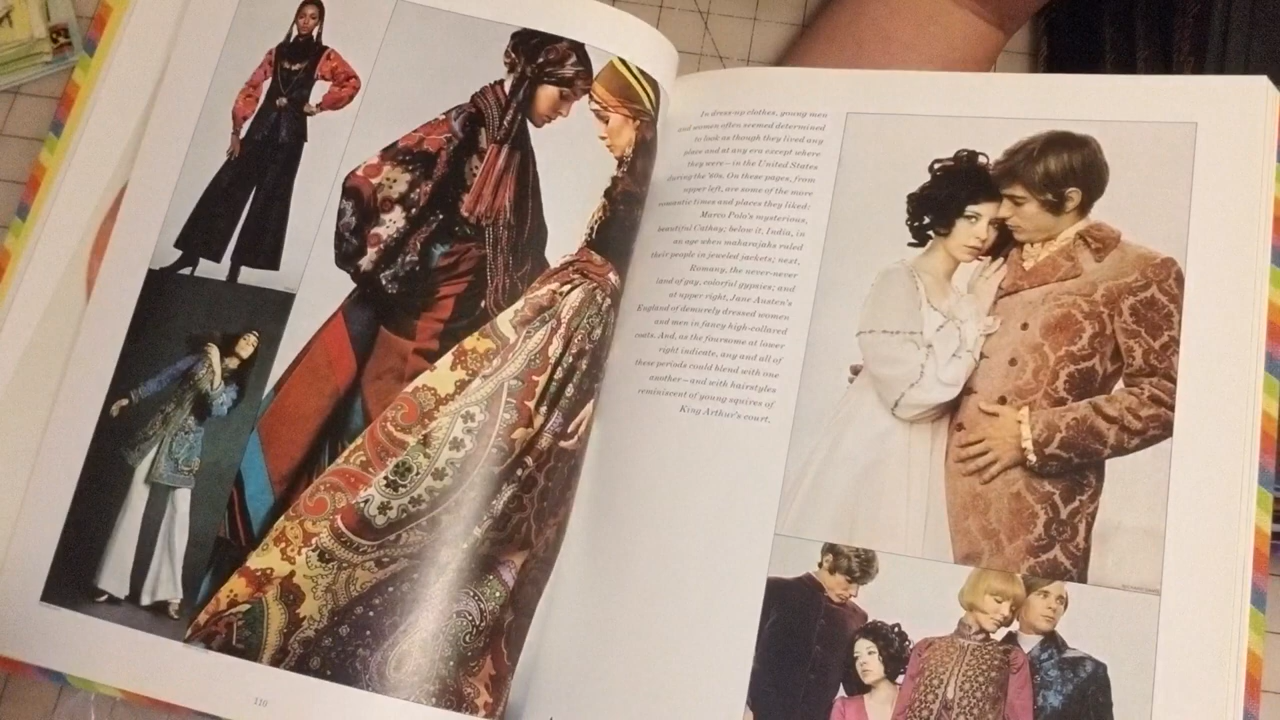 In dress-up clothes, young men
and women often seemed determined
to look as though they lived any
place and at any era except where
they were—in the United States
during the '60s. On these pages, from
upper left, are some of the more
romantic times and places they liked:
Marco Polo's mysterious,
beautiful Cathay; below it, India, in
an age when maharajahs ruled
their people in jeweled jackets; next,
Romany, the never-never
land of gay, colorful gypsies; and
at upper right, Jane Austen's
England of demurely dressed women
and men in fancy high-collared
coats. And, as the foursome at lower
right indicate, any and all of
these periods could blend with one
another—and with hairstyles
reminiscent of young squires of
King Arthur's court.
110